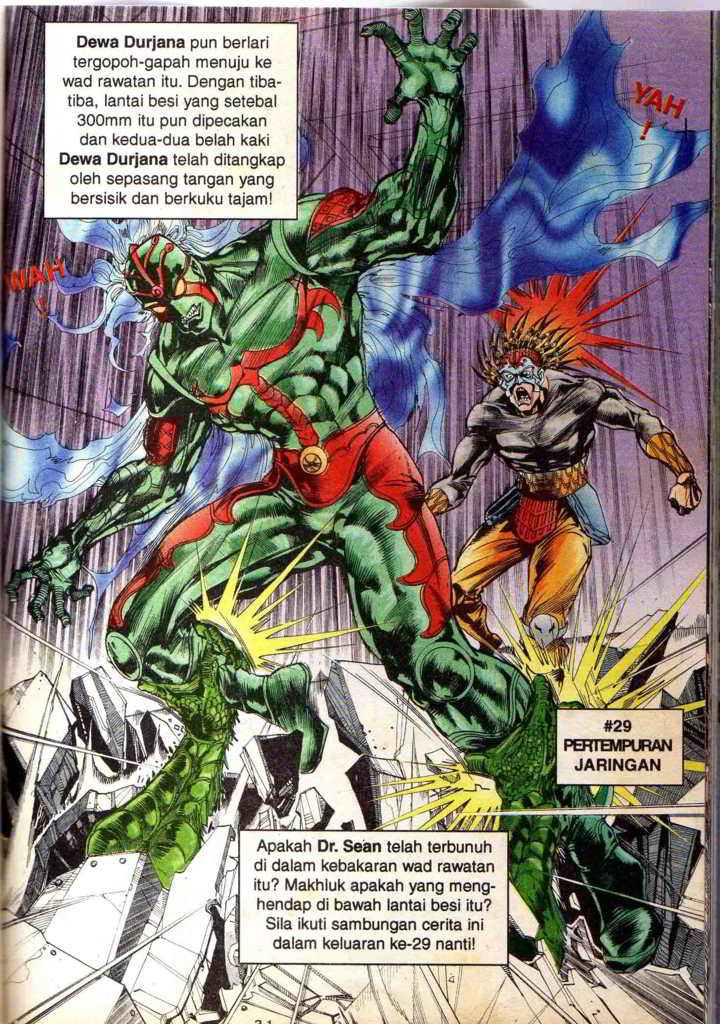 Dewa Durjana pun berlari
tergopoh-gapah menuju ke
wad rawatan itu. Dengan tiba-
tiba, lantai besi yang setebal
300mm itu pun dipecakan
dan kedua-dua belah kaki
Dewa Durjana telah ditangkap
oleh sepasang tangan yang
bersisik dan berkuku tajam!
YAH
!
WAH
!
#29
PERTEMPURAN
JARINGAN
Apakah Dr. Sean telah terbunuh
di dalam kebakaran wad rawatan
itu? Makhluk apakah yang meng-
hendap di bawah lantai besi itu?
Sila ikuti sambungan cerita ini
dalam keluaran ke-29 nanti!